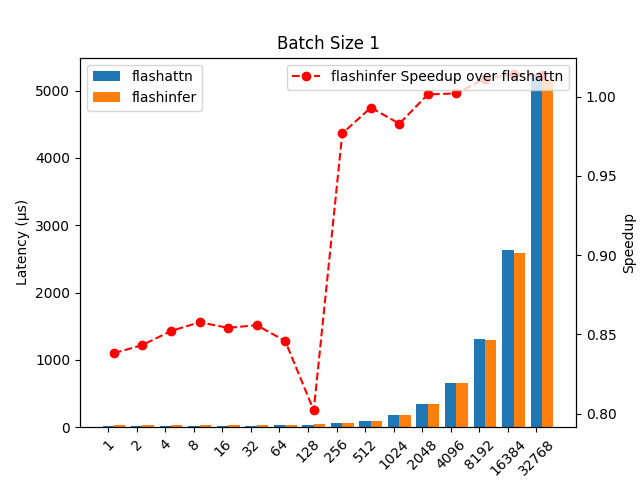 Batch Size 1
flashattn
flashinfer
flashinfer Speedup over flashattn
Latency (µs)
5000
4000
3000
2000
1000
0
1.00
0.95
0.90
0.85
0.80
Speedup
1 2 4 8 16 32 64 128 256 512 1024 2048 4096 8192 16384 32768